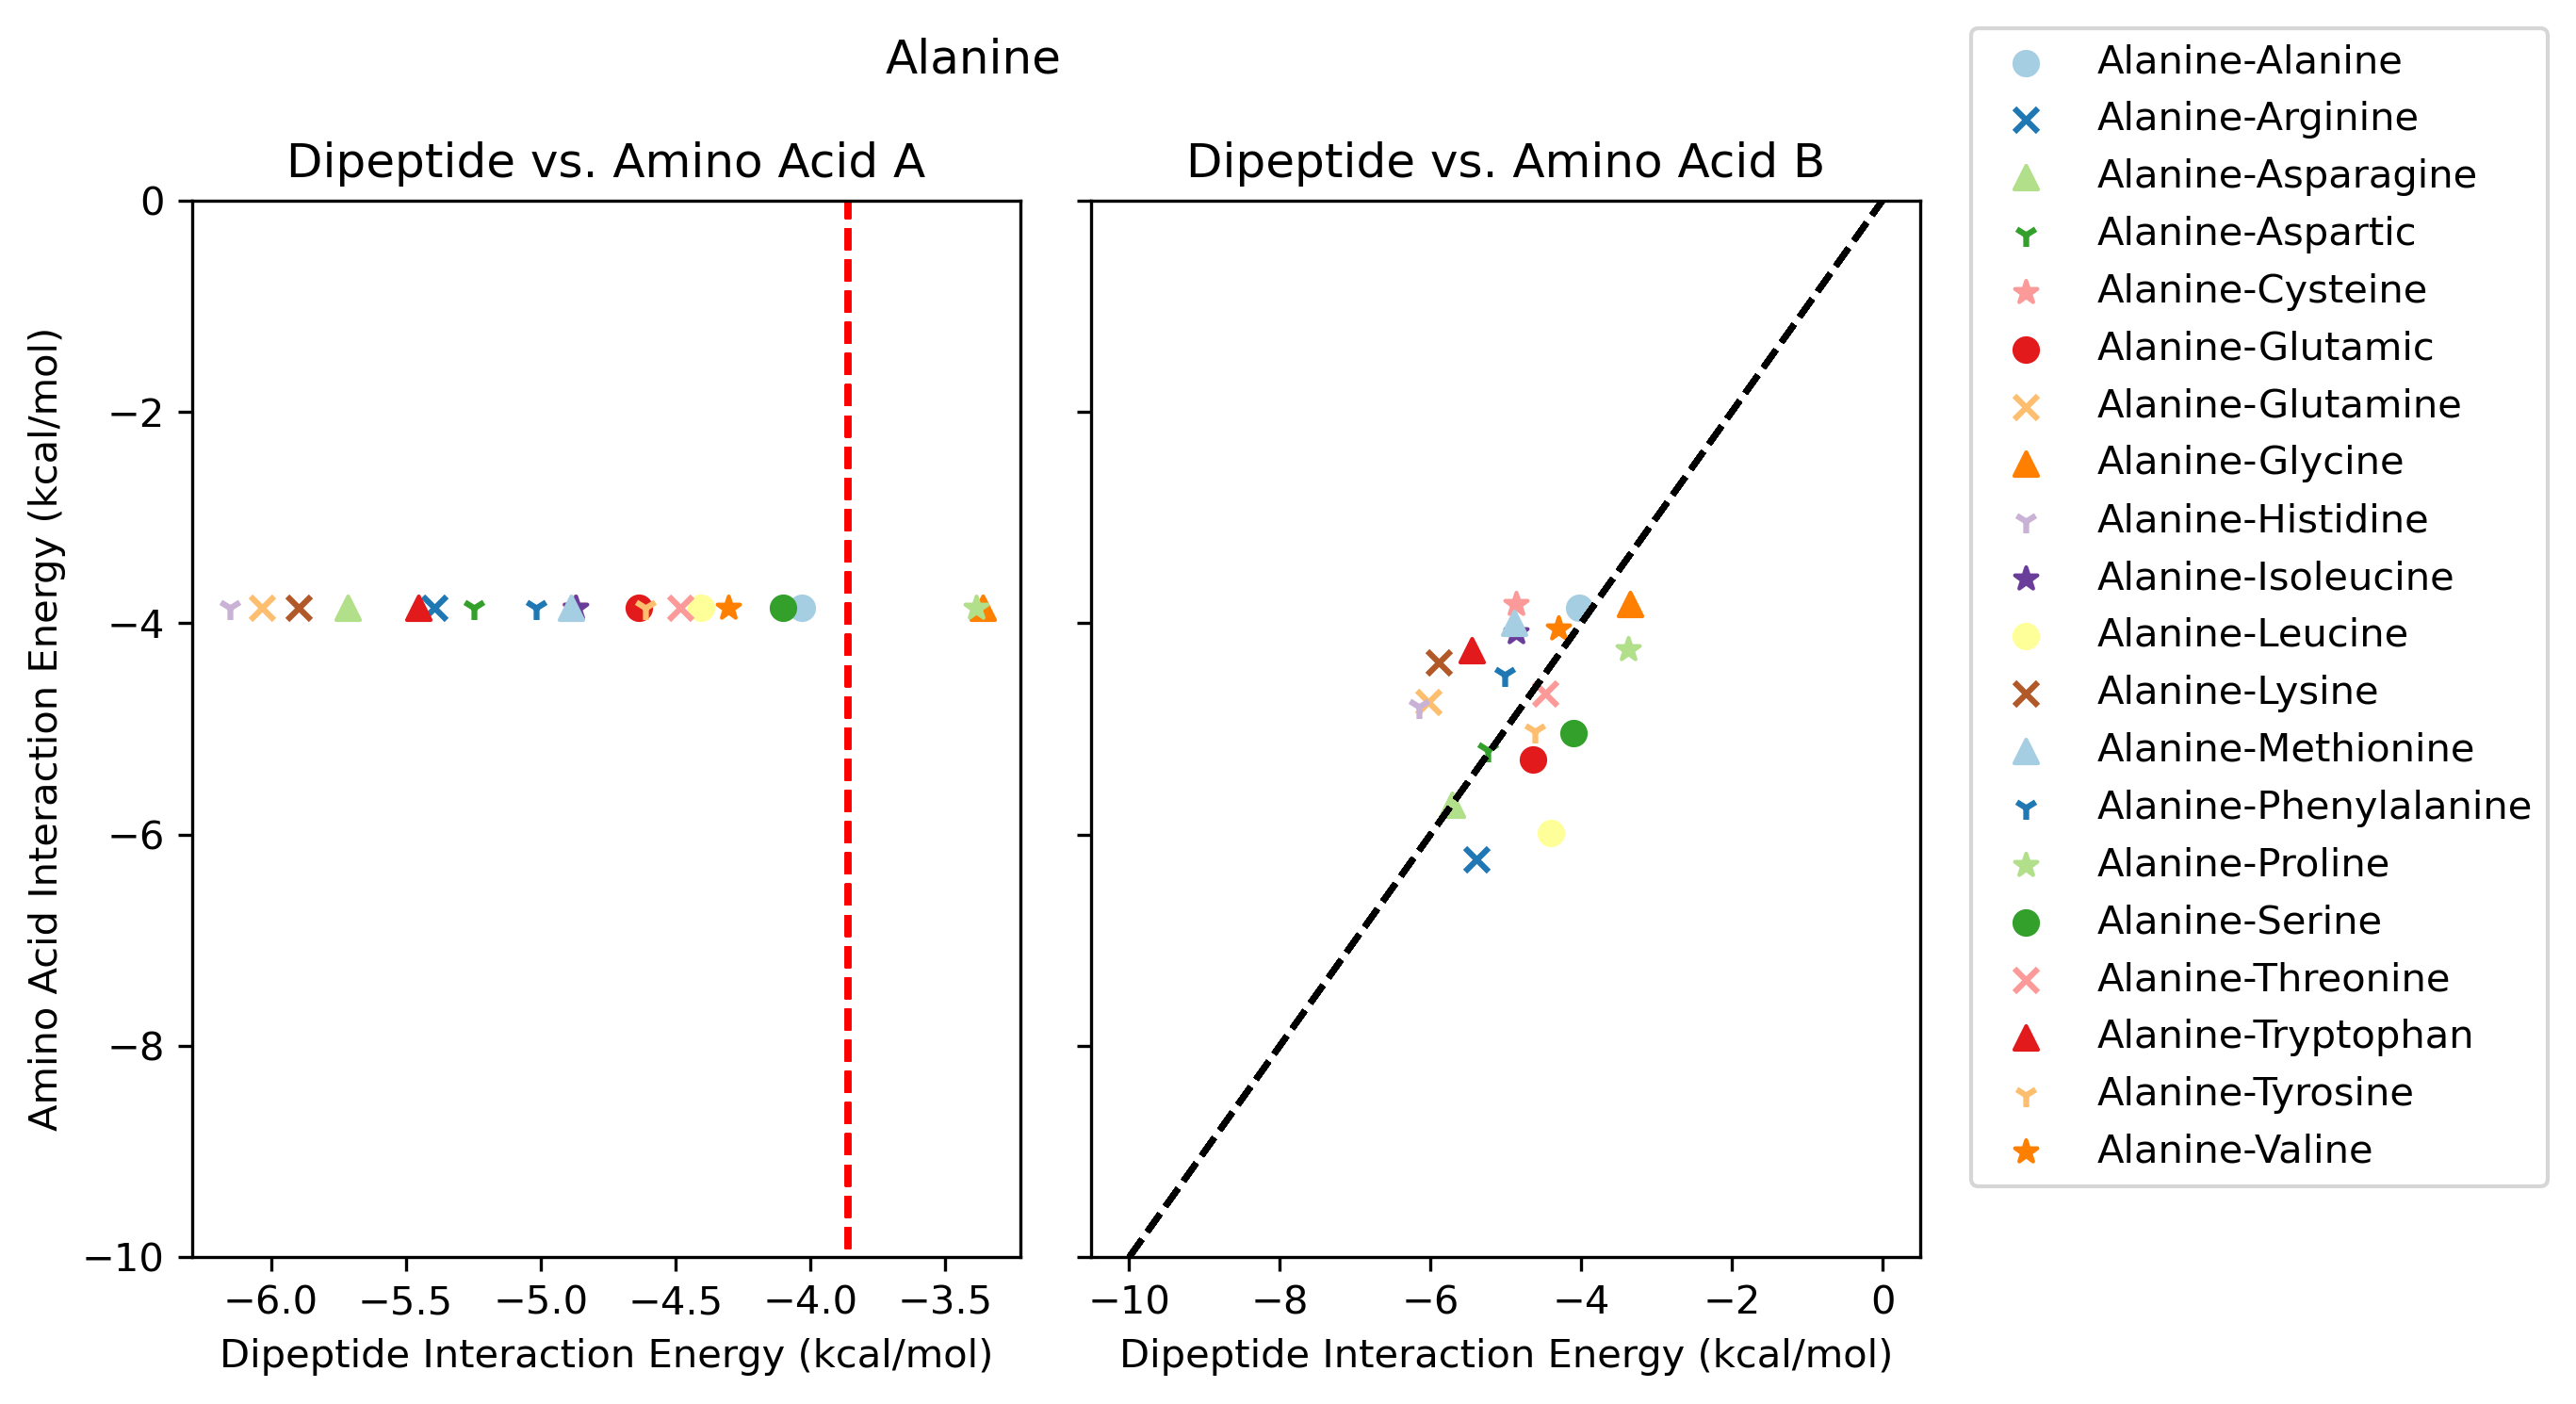 Alanine
Dipeptide vs. Amino Acid A
Dipeptide vs. Amino Acid B
Amino Acid Interaction Energy (kcal/mol)
0
−2
−4
−6
−8
−10
−6.0 −5.5 −5.0 −4.5 −4.0 −3.5
Dipeptide Interaction Energy (kcal/mol)
−10 −8 −6 −4 −2 0
Dipeptide Interaction Energy (kcal/mol)
Alanine-Alanine
Alanine-Arginine
Alanine-Asparagine
Alanine-Aspartic
Alanine-Cysteine
Alanine-Glutamic
Alanine-Glutamine
Alanine-Glycine
Alanine-Histidine
Alanine-Isoleucine
Alanine-Leucine
Alanine-Lysine
Alanine-Methionine
Alanine-Phenylalanine
Alanine-Proline
Alanine-Serine
Alanine-Threonine
Alanine-Tryptophan
Alanine-Tyrosine
Alanine-Valine